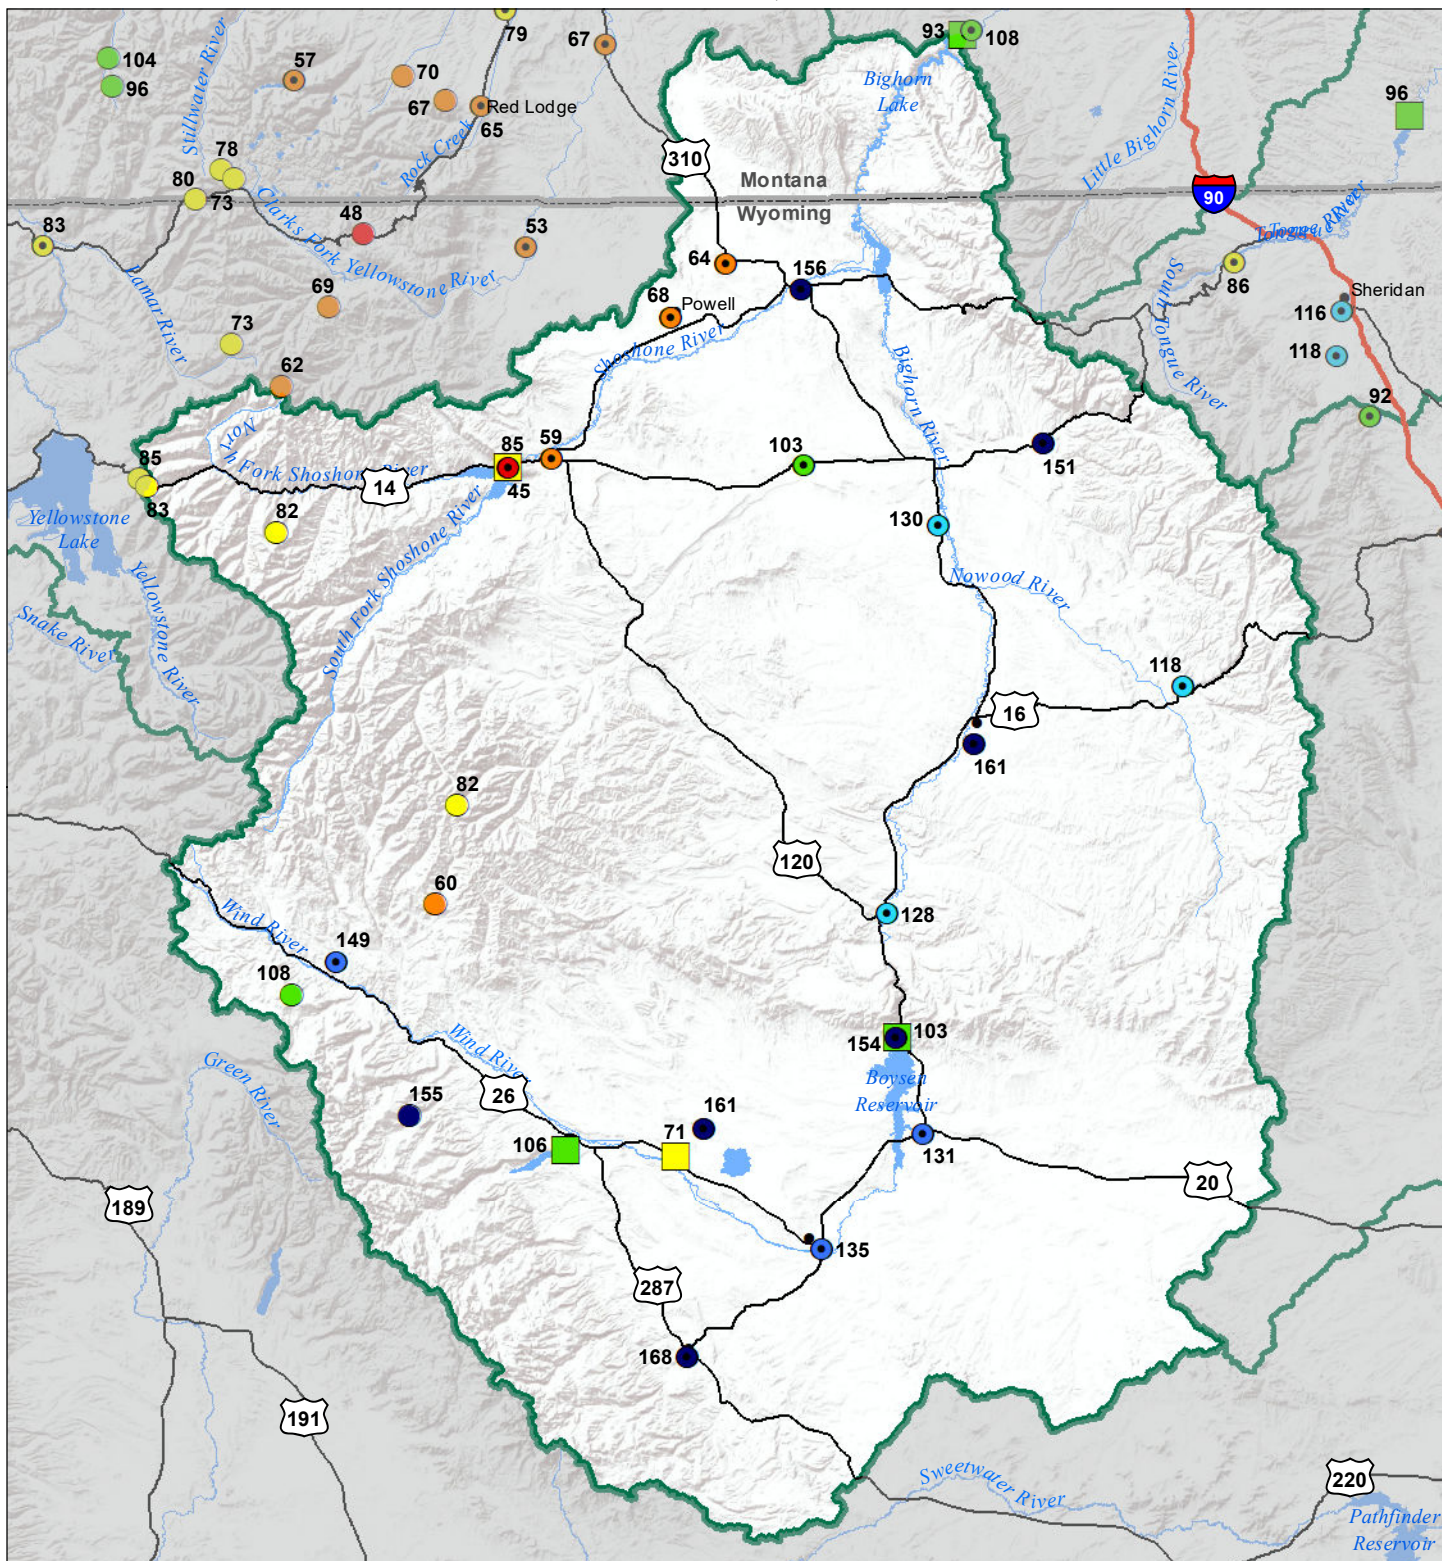 79
67
93
108
104
57
70
Bighorn
Lake
96
67
Red Lodge
65
96
Stillwater River
Rock Creek
Little Bighorn River
310
78
Montana
80
73
Wyoming
90
Clarks Fork Yellowstone River
48
53
83
Tongue River
64
156
86
Lamar River
South Tongue River
Sheridan
69
68
Powell
116
73
Shoshone River
118
62
Bighorn River
92
North Fork Shoshone River
85
59
103
151
85
14
45
83
82
130
Yellowstone
Lake
South Fork Shoshone River
Nowood River
Yellowstone River
Snake River
118
16
161
82
120
60
128
Wind River
149
108
103
154
Wind River
Green River
Boysen
Reservoir
155
26
161
71
106
131
20
189
135
287
168
191
Sweetwater River
220
Pathfinder
Reservoir